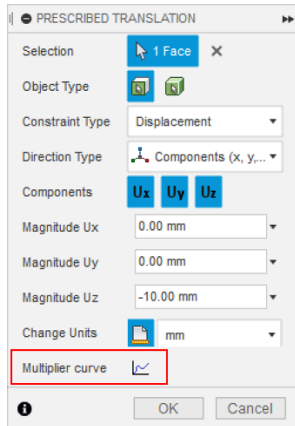 PRESCRIBED TRANSLATION
Selection 1 Face
Object Type
Constraint Type Displacement
Direction Type Components (x, y,...
Components Ux Uy Uz
Magnitude Ux 0.00 mm
Magnitude Uy 0.00 mm
Magnitude Uz -10.00 mm
Change Units mm
Multiplier curve
OK Cancel